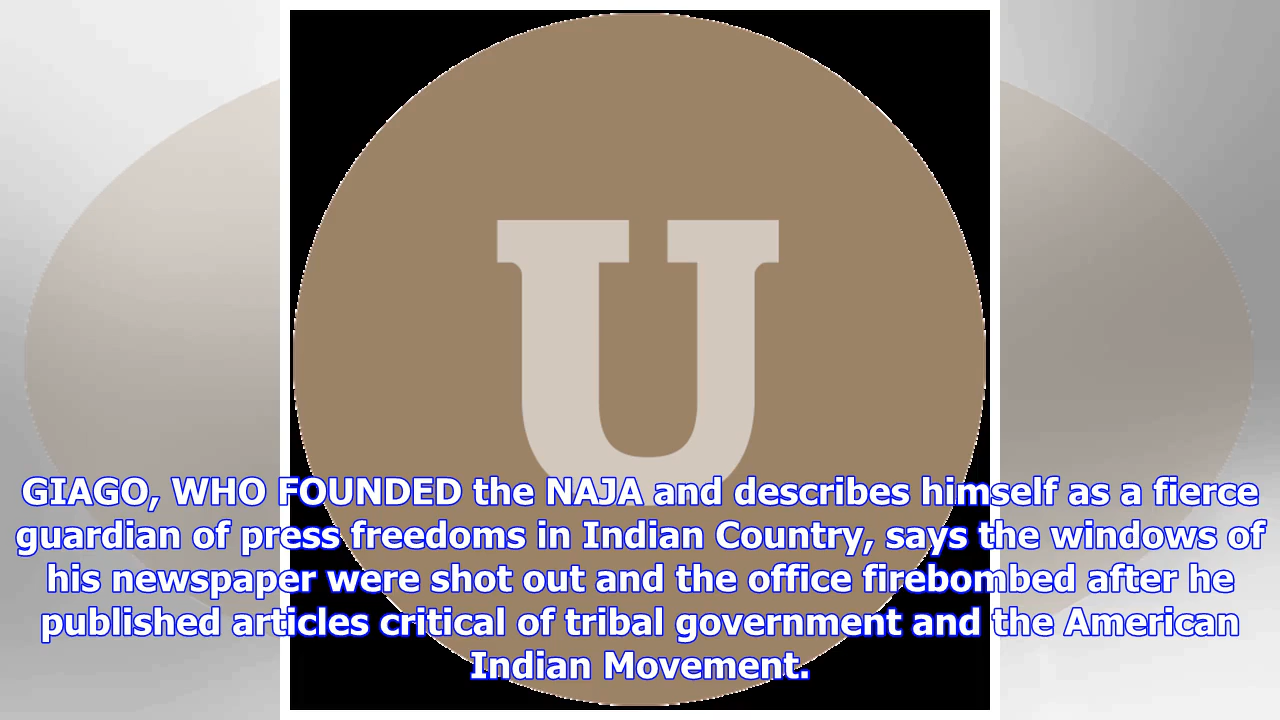 U
GIAGO, WHO FOUNDED the NAJA and describes himself as a fierce
guardian of press freedoms in Indian Country, says the windows of
his newspaper were shot out and the office firebombed after he
published articles critical of tribal government and the American
Indian Movement.